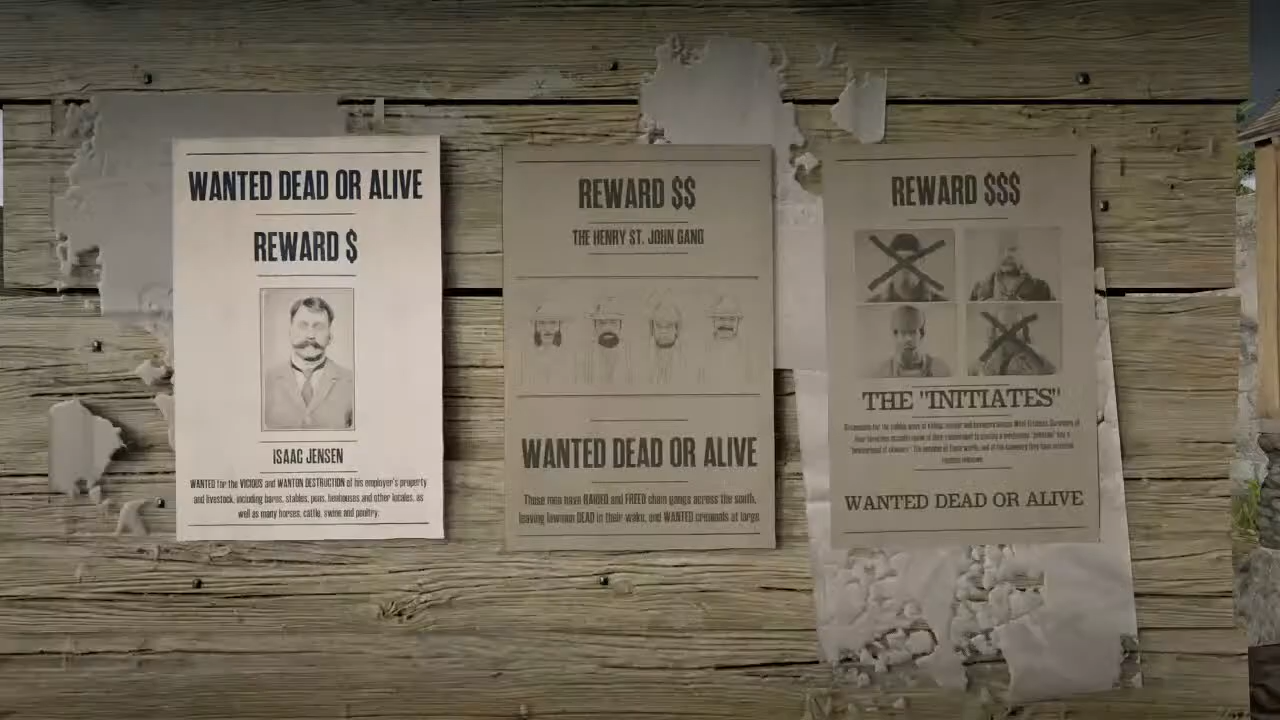 WANTED DEAD OR ALIVE
REWARD $
ISAAC JENSEN
WANTED for the VICIOUS and WANTON DESTRUCTION of his employer's property
and livestock, including barns, stables, pens, henhouses and other locales, as
well as many horses, cattle, swine and poultry.
REWARD $$
THE HENRY ST. JOHN GANG
WANTED DEAD OR ALIVE
These men have RAIDED and FREED chain gangs across the south,
leaving lawmen DEAD in their wake, and WANTED criminals at large
REWARD $$$
THE "INITIATES"
WANTED DEAD OR ALIVE